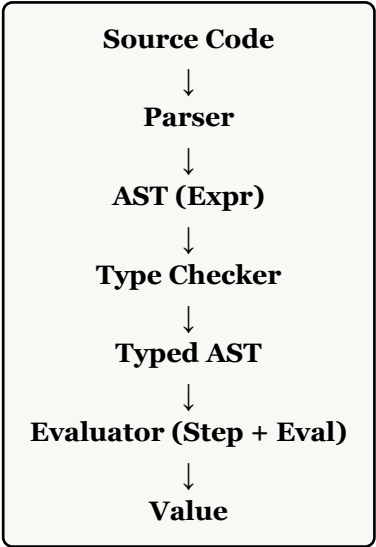 Source Code
↓
Parser
↓
AST (Expr)
↓
Type Checker
↓
Typed AST
↓
Evaluator (Step + Eval)
↓
Value